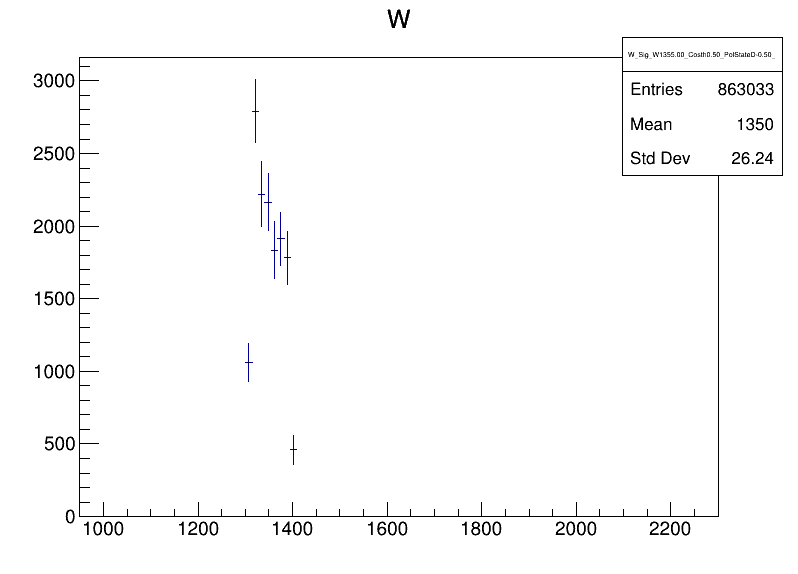 W
W_Sig_W1355.00_Costh0.50_PolStateD-0.50_
Entries 863033
Mean 1350
Std Dev 26.24
3000
2500
2000
1500
1000
500
0
1000 1200 1400 1600 1800 2000 2200